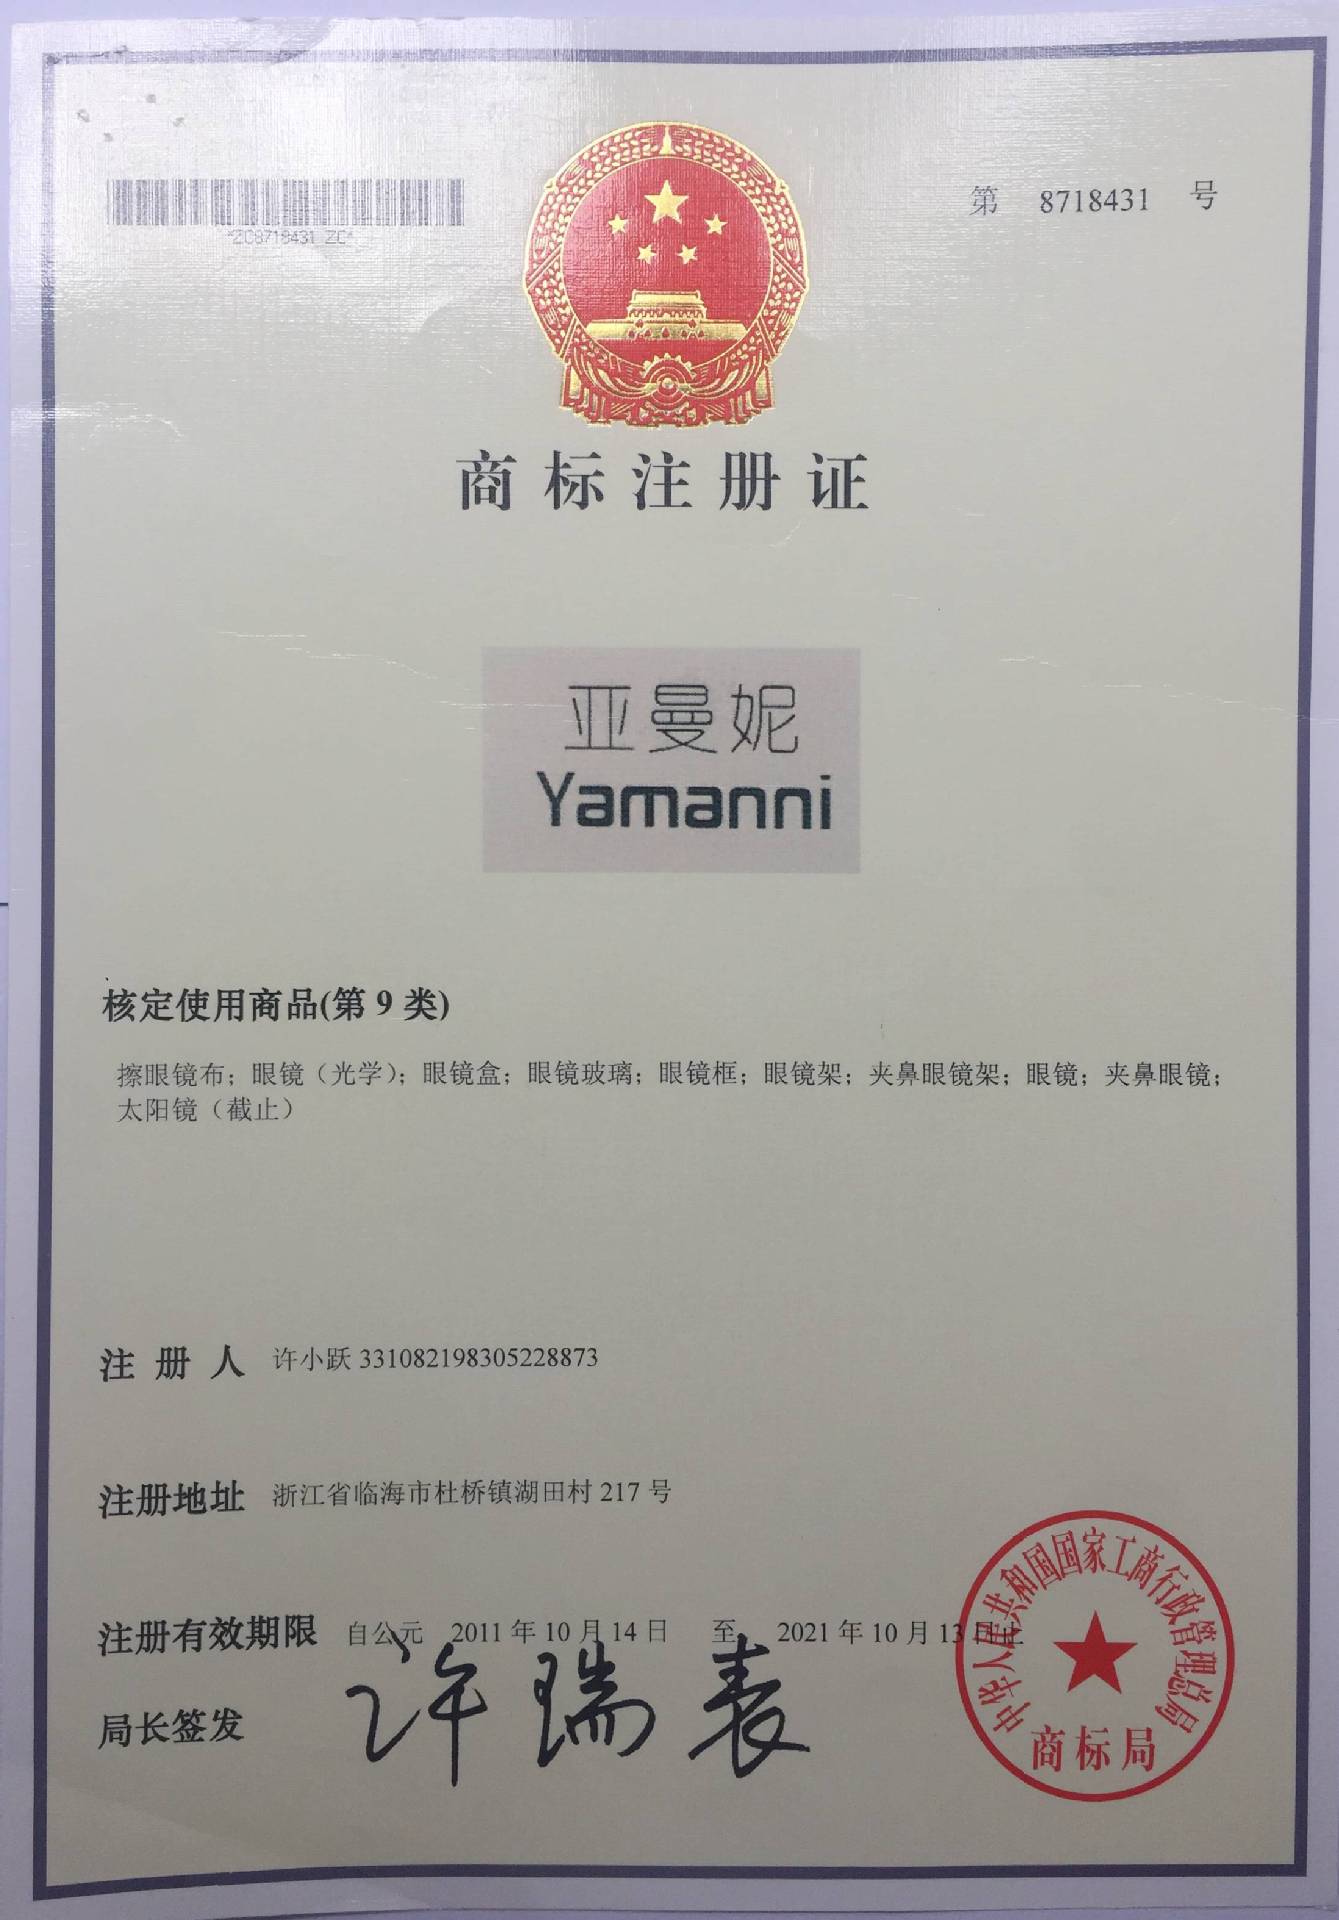 第 8718431 号
*ZC8718431 ZC*
商标注册证
亚曼妮
Yamanni
核定使用商品(第 9 类)
擦眼镜布；眼镜（光学）；眼镜盒；眼镜玻璃；眼镜框；眼镜架；夹鼻眼镜架；眼镜；夹鼻眼镜；
太阳镜（截止）
注 册 人 许小跃 331082198305228873
注册地址 浙江省临海市杜桥镇湖田村 217 号
注册有效期限 自公元 2011 年 10 月 14 日 至 2021 年 10 月 13 日止
局长签发 许瑞表
中华人民共和国国家工商行政管理总局
商标局